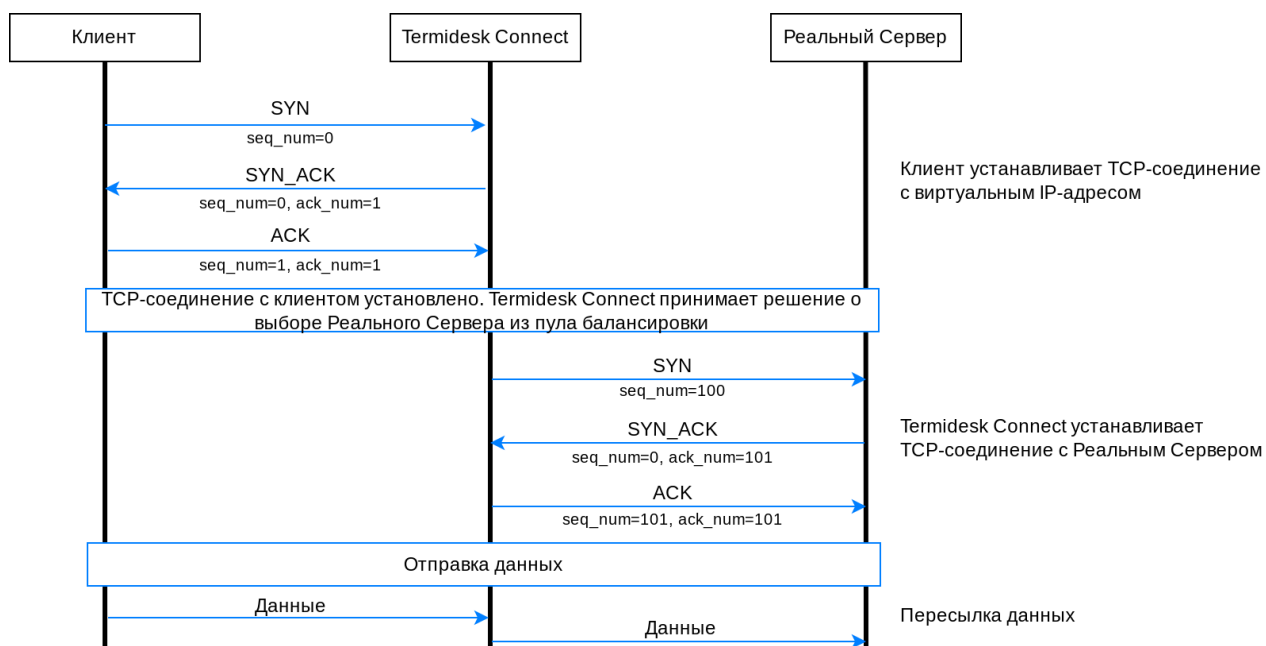 Клиент
Termidesk Connect
Реальный Сервер
SYN
seq_num=0
SYN_ACK
seq_num=0, ack_num=1
Клиент устанавливает TCP-соединение
с виртуальным IP-адресом
ACK
seq_num=1, ack_num=1
TCP-соединение с клиентом установлено. Termidesk Connect принимает решение о
выборе Реального Сервера из пула балансировки
SYN
seq_num=100
SYN_ACK
seq_num=0, ack_num=101
Termidesk Connect устанавливает
TCP-соединение с Реальным Сервером
ACK
seq_num=101, ack_num=101
Отправка данных
Данные
Пересылка данных
Данные